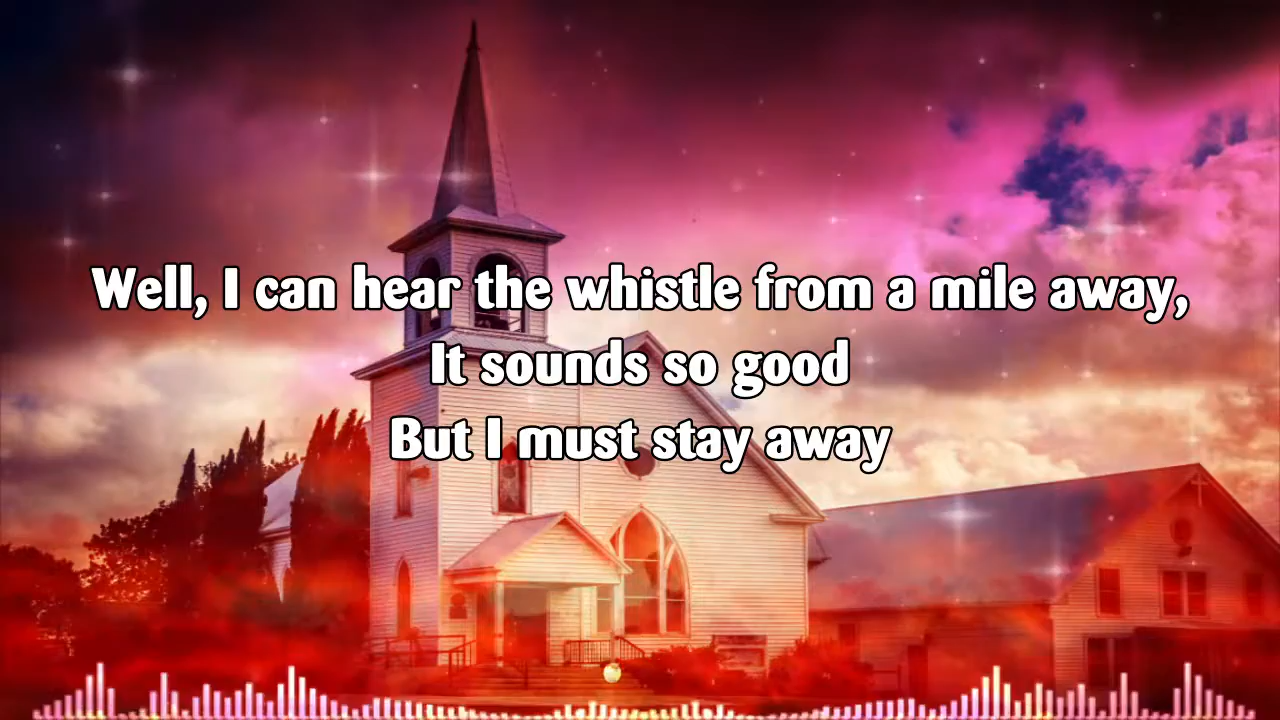 Well, I can hear the whistle from a mile away,
It sounds so good
But I must stay away